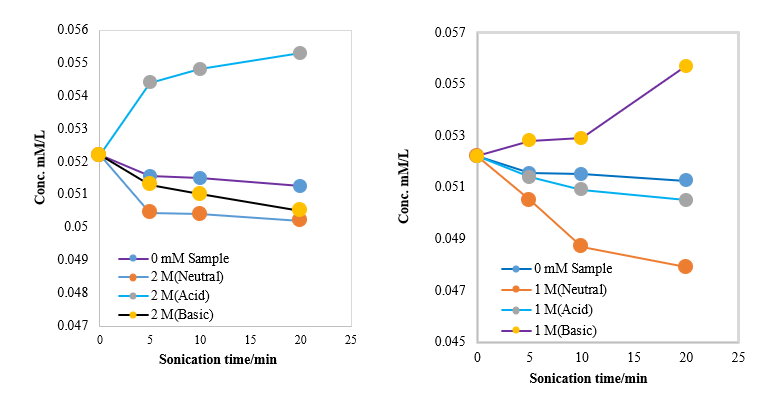 0.056
0.055
0.054
0.053
0.052
0.051
0.05
0.049
0.048
0.047
Conc. mM/L
0 mM Sample
2 M(Neutral)
2 M(Acid)
2 M(Basic)
0 5 10 15 20 25
Sonication time/min
0.057
0.055
0.053
0.051
0.049
0.047
0.045
Conc. mM/L
0 mM Sample
1 M(Neutral)
1 M(Acid)
1 M(Basic)
0 5 10 15 20 25
Sonication time/min